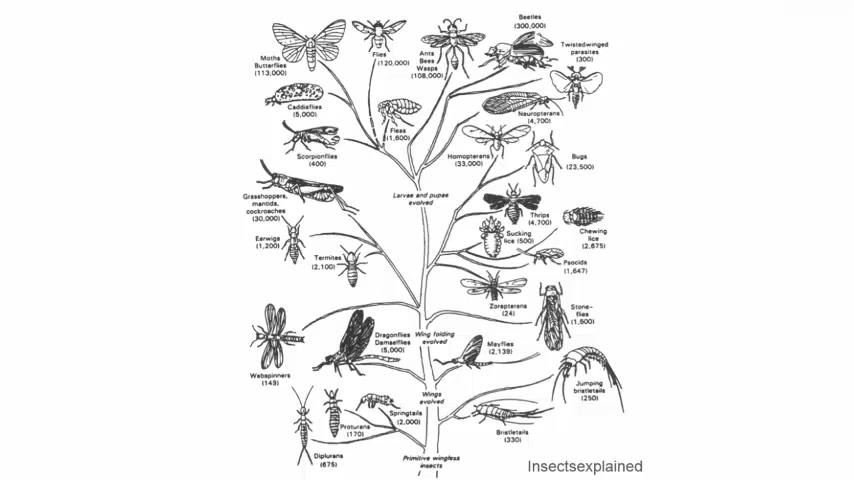 Beetles
(300,000)
Twistedwinged
parasites
(300)
Moths
Butterflies
(113,000)
Flies
(120,000)
Ants
Bees
Wasps
(108,000)
Caddisflies
(5,000)
Fleas
(1,600)
Neuropterans
(4,700)
Scorpionflies
(400)
Homopterans
(33,000)
Bugs
(23,500)
Larvae and pupae
evolved
Grasshoppers,
mantids,
cockroaches
(30,000)
Thrips
(4,700)
Chewing
lice
(2,675)
Sucking
lice (500)
Earwigs
(1,200)
Termites
(2,100)
Psocids
(1,647)
Zorapterans
(24)
Stone-
flies
(1,600)
Dragonflies
Damselflies
(5,000)
Wing folding
evolved
Mayflies
(2,139)
Webspinners
(149)
Jumping
bristletails
(250)
Wings
evolved
Springtails
(2,000)
Proturans
(170)
Bristletails
(330)
Diplurans
(675)
Primitive wingless
insects
Insectsexplained